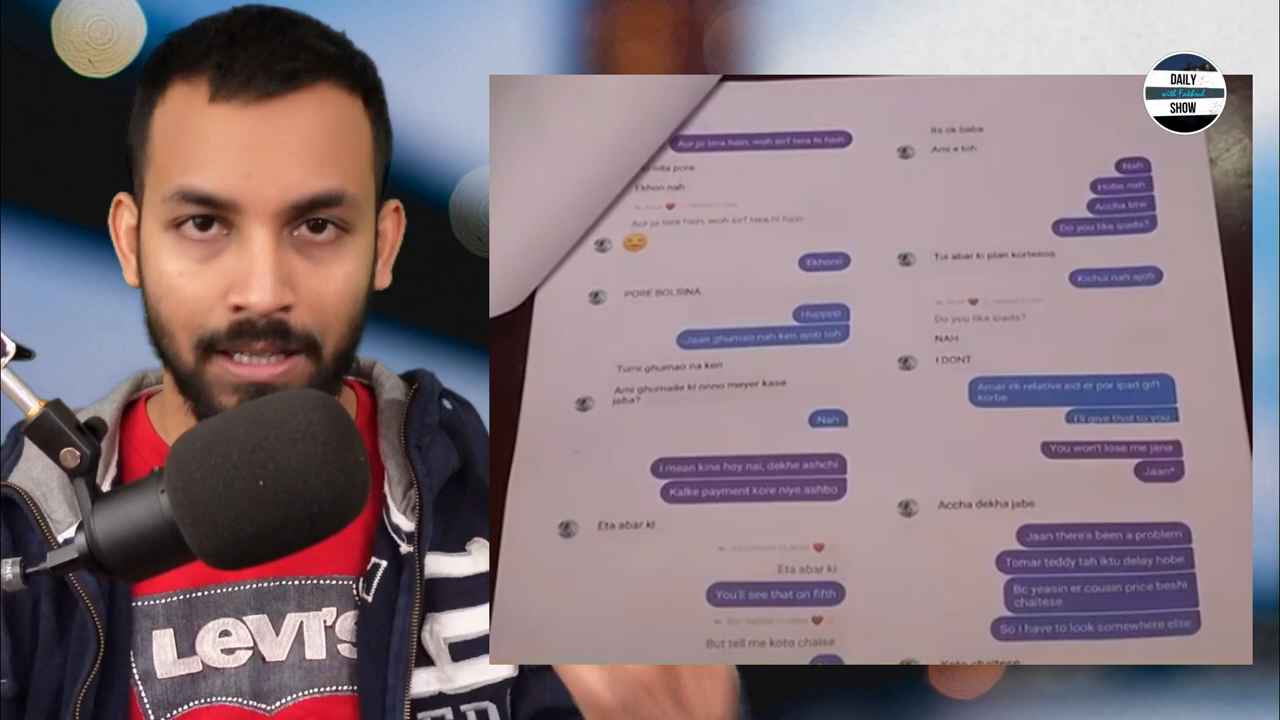 DAILY
with Fakhrul
SHOW
Aur jo tera hain, woh sirf tera hi hain
pore
Ekhon nah
Aur jo tera hain, woh sirf tera hi hain
Ekhoni
PORE BOLSINA
Huppp
Jaan ghumao nah ken ajob toh
Tumi ghumao na ken
Ami ghumaile ki onno meyer kase
jaba?
Nah
I mean kina hoy nai, dekhe ashchi
Kalke payment kore niye ashbo
Eta abar ki
Eta abar ki
You'll see that on fifth
But tell me koto chaise
Its ok baba
Ami e toh
Nah
Hobe nah
Accha btw
Do you like ipads?
Tui abar ki plan kortesos
Kichui nah ajob
Do you like ipads?
NAH
I DONT
Amar ek relative eid er por ipad gift
korbe
I'll give that to you
You won't lose me jana
Jaan*
Accha dekha jabe
Jaan there's been a problem
Tomar teddy tah iktu delay hobe
Bc yeasin er cousin price beshi
chaitese
So i have to look somewhere else
Koto chaitese
LEVI'S